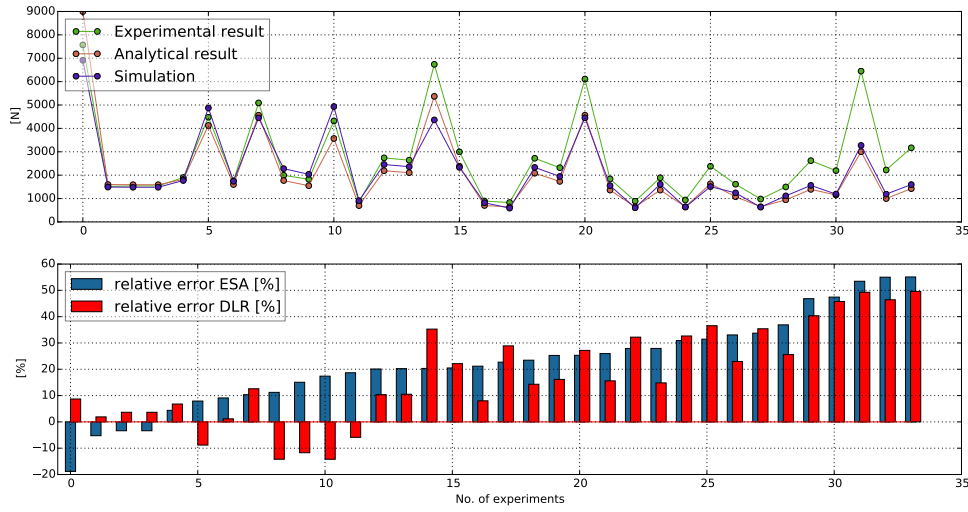 9000
8000
7000
6000
5000
4000
3000
2000
1000
0
[N]
Experimental result
Analytical result
Simulation
0 5 10 15 20 25 30 35
60
50
40
30
20
10
0
−10
−20
[%]
relative error ESA [%]
relative error DLR [%]
0 5 10 15 20 25 30 35
No. of experiments